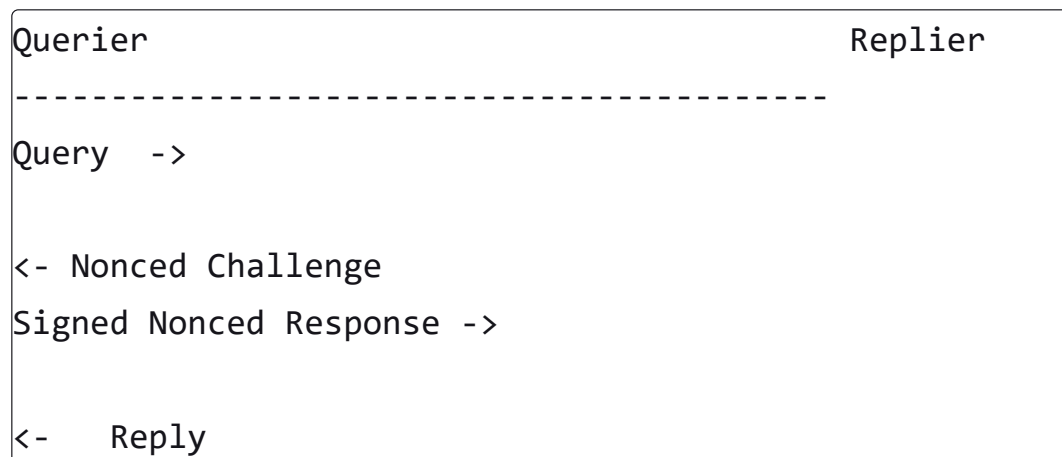 Querier Replier
------------------------------------------
Query ->
<- Nonced Challenge
Signed Nonced Response ->
<- Reply